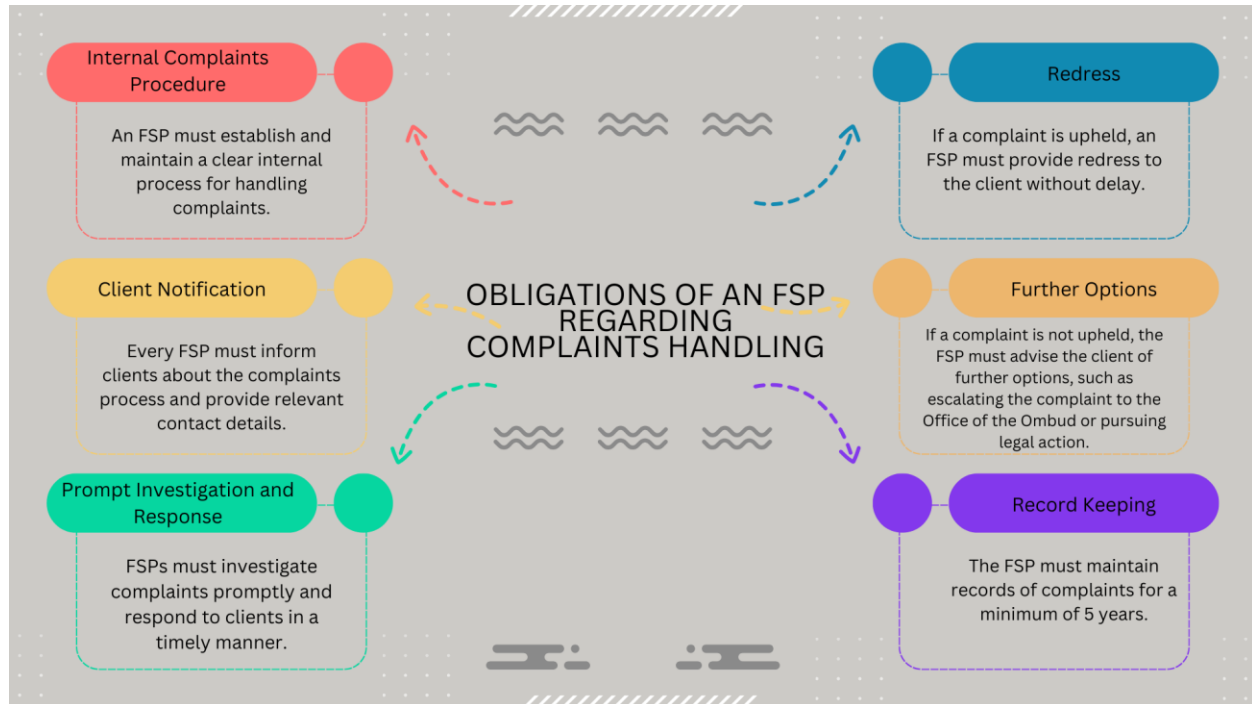 Internal Complaints
Procedure
An FSP must establish and
maintain a clear internal
process for handling
complaints.
Client Notification
Every FSP must inform
clients about the complaints
process and provide relevant
contact details.
Prompt Investigation and
Response
FSPs must investigate
complaints promptly and
respond to clients in a
timely manner.
OBLIGATIONS OF AN FSP
REGARDING
COMPLAINTS HANDLING
Redress
If a complaint is upheld, an
FSP must provide redress to
the client without delay.
Further Options
If a complaint is not upheld, the
FSP must advise the client of
further options, such as
escalating the complaint to the
Office of the Ombud or pursuing
legal action.
Record Keeping
The FSP must maintain
records of complaints for a
minimum of 5 years.